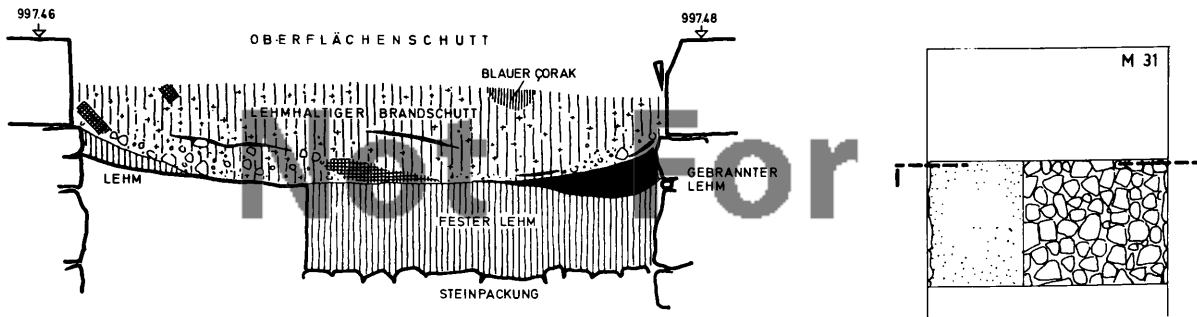 997.46
997.48
OBERFLÄCHENSCHUTT
M 31
BLAUER ÇORAK
LEHMHALTIGER BRANDSCHUTT
Not For
LEHM
GEBRANNTER
LEHM
FESTER LEHM
STEINPACKUNG